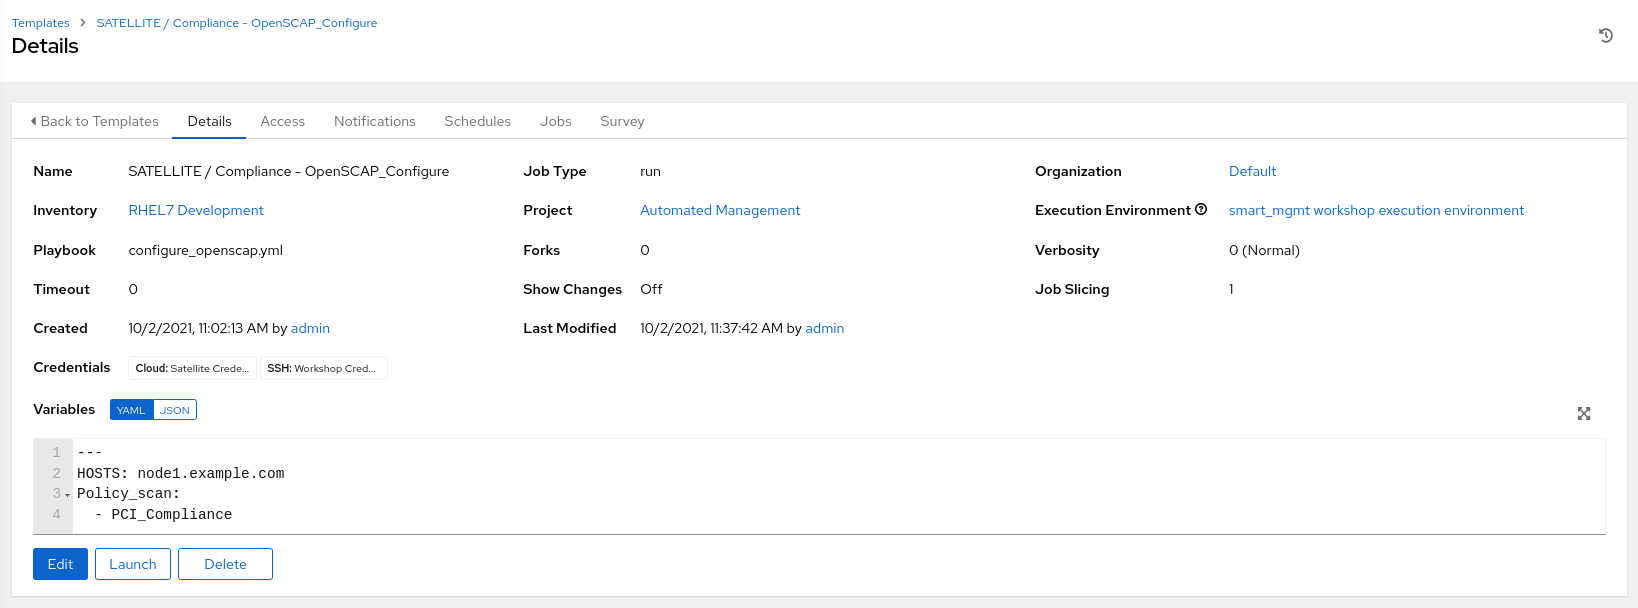 Templates > SATELLITE / Compliance - OpenSCAP_Configure
Details
Back to Templates Details Access Notifications Schedules Jobs Survey
Name SATELLITE / Compliance - OpenSCAP_Configure Job Type run Organization Default
Inventory RHEL7 Development Project Automated Management Execution Environment smart_mgmt workshop execution environment
Playbook configure_openscap.yml Forks 0 Verbosity 0 (Normal)
Timeout 0 Show Changes Off Job Slicing 1
Created 10/2/2021, 11:02:13 AM by admin Last Modified 10/2/2021, 11:37:42 AM by admin
Credentials Cloud: Satellite Crede... SSH: Workshop Cred...
Variables YAML JSON
1 ---
2 HOSTS: node1.example.com
3 Policy_scan:
4 - PCI_Compliance
Edit Launch Delete